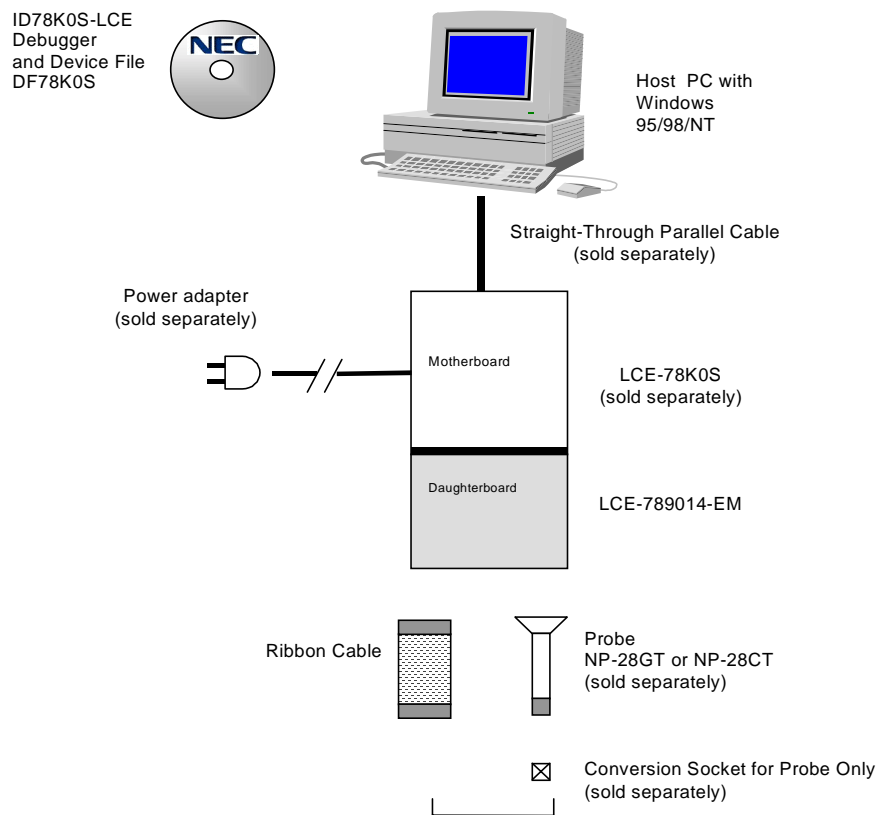 ID78K0S-LCE
Debugger
and Device File
DF78K0S
NEC
Host PC with
Windows
95/98/NT
Straight-Through Parallel Cable
(sold separately)
Power adapter
(sold separately)
Motherboard
LCE-78K0S
(sold separately)
Daughterboard
LCE-789014-EM
Ribbon Cable
Probe
NP-28GT or NP-28CT
(sold separately)
Conversion Socket for Probe Only
(sold separately)